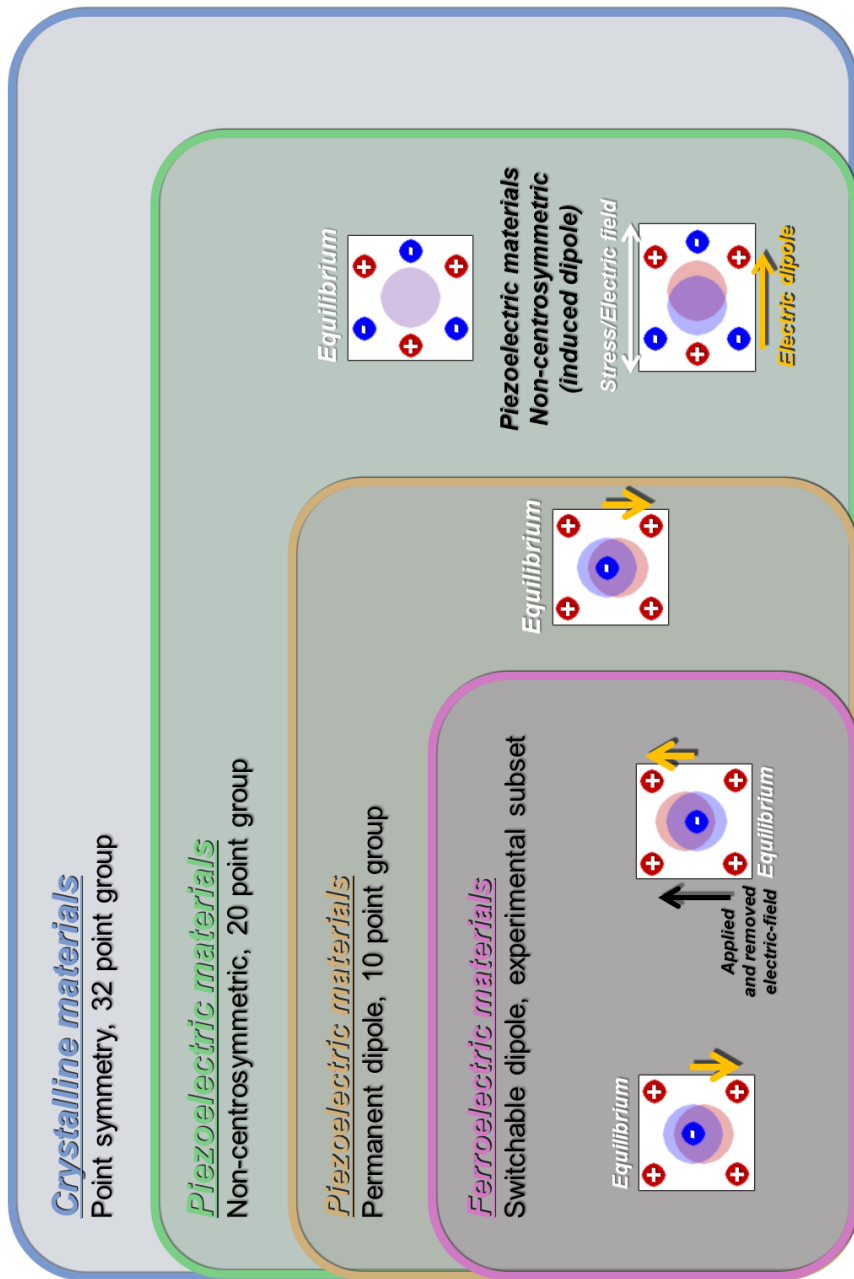 Crystalline materials
Point symmetry, 32 point group
Piezoelectric materials
Non-centrosymmetric, 20 point group
Equilibrium
+
-
+
-
+
-
Piezoelectric materials
Non-centrosymmetric
(induced dipole)
Stress/Electric field
-
+
+
-
-
+
Electric dipole
Piezoelectric materials
Permanent dipole, 10 point group
Equilibrium
+
+
-
+
+
Ferroelectric materials
Switchable dipole, experimental subset
Equilibrium
+
+
-
+
+
Applied
and removed
electric-field
+
+
-
+
+
Equilibrium